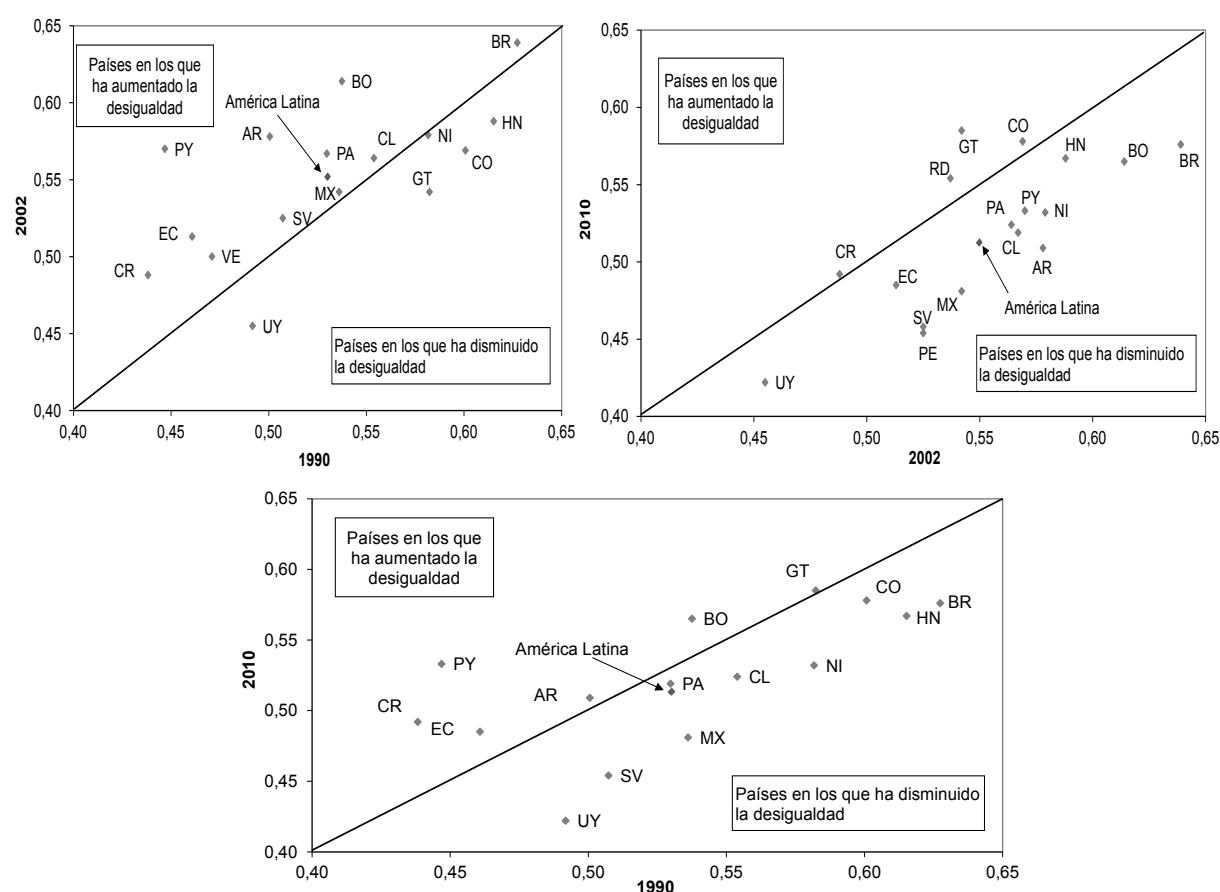 0,65
BR
Países en los que
ha aumentado la
desigualdad
BO
0,60
América Latina
HN
AR
CL
NI
PY
PA
CO
0,55
GT
MX
SV
EC
VE
0,50
CR
UY
0,45
Países en los que ha disminuido
la desigualdad
0,40
0,40 0,45 0,50 0,55 0,60 0,65
1990
2002
0,65
Países en los que
ha aumentado la
desigualdad
0,60
CO
GT
HN
BO
BR
RD
0,55
PY
PA
NI
CL
AR
0,50
CR
EC
MX
América Latina
SV
PE
0,45
Países en los que ha disminuido
la desigualdad
UY
0,40
0,40 0,45 0,50 0,55 0,60 0,65
2002
2010
0,65
Países en los que
ha aumentado la
desigualdad
0,60
GT
CO
BR
BO
HN
0,55
América Latina
PY
PA
CL
NI
AR
CR
0,50
EC
MX
SV
0,45
Países en los que ha disminuido
la desigualdad
UY
0,40
0,40 0,45 0,50 0,55 0,60 0,65
1990
2010